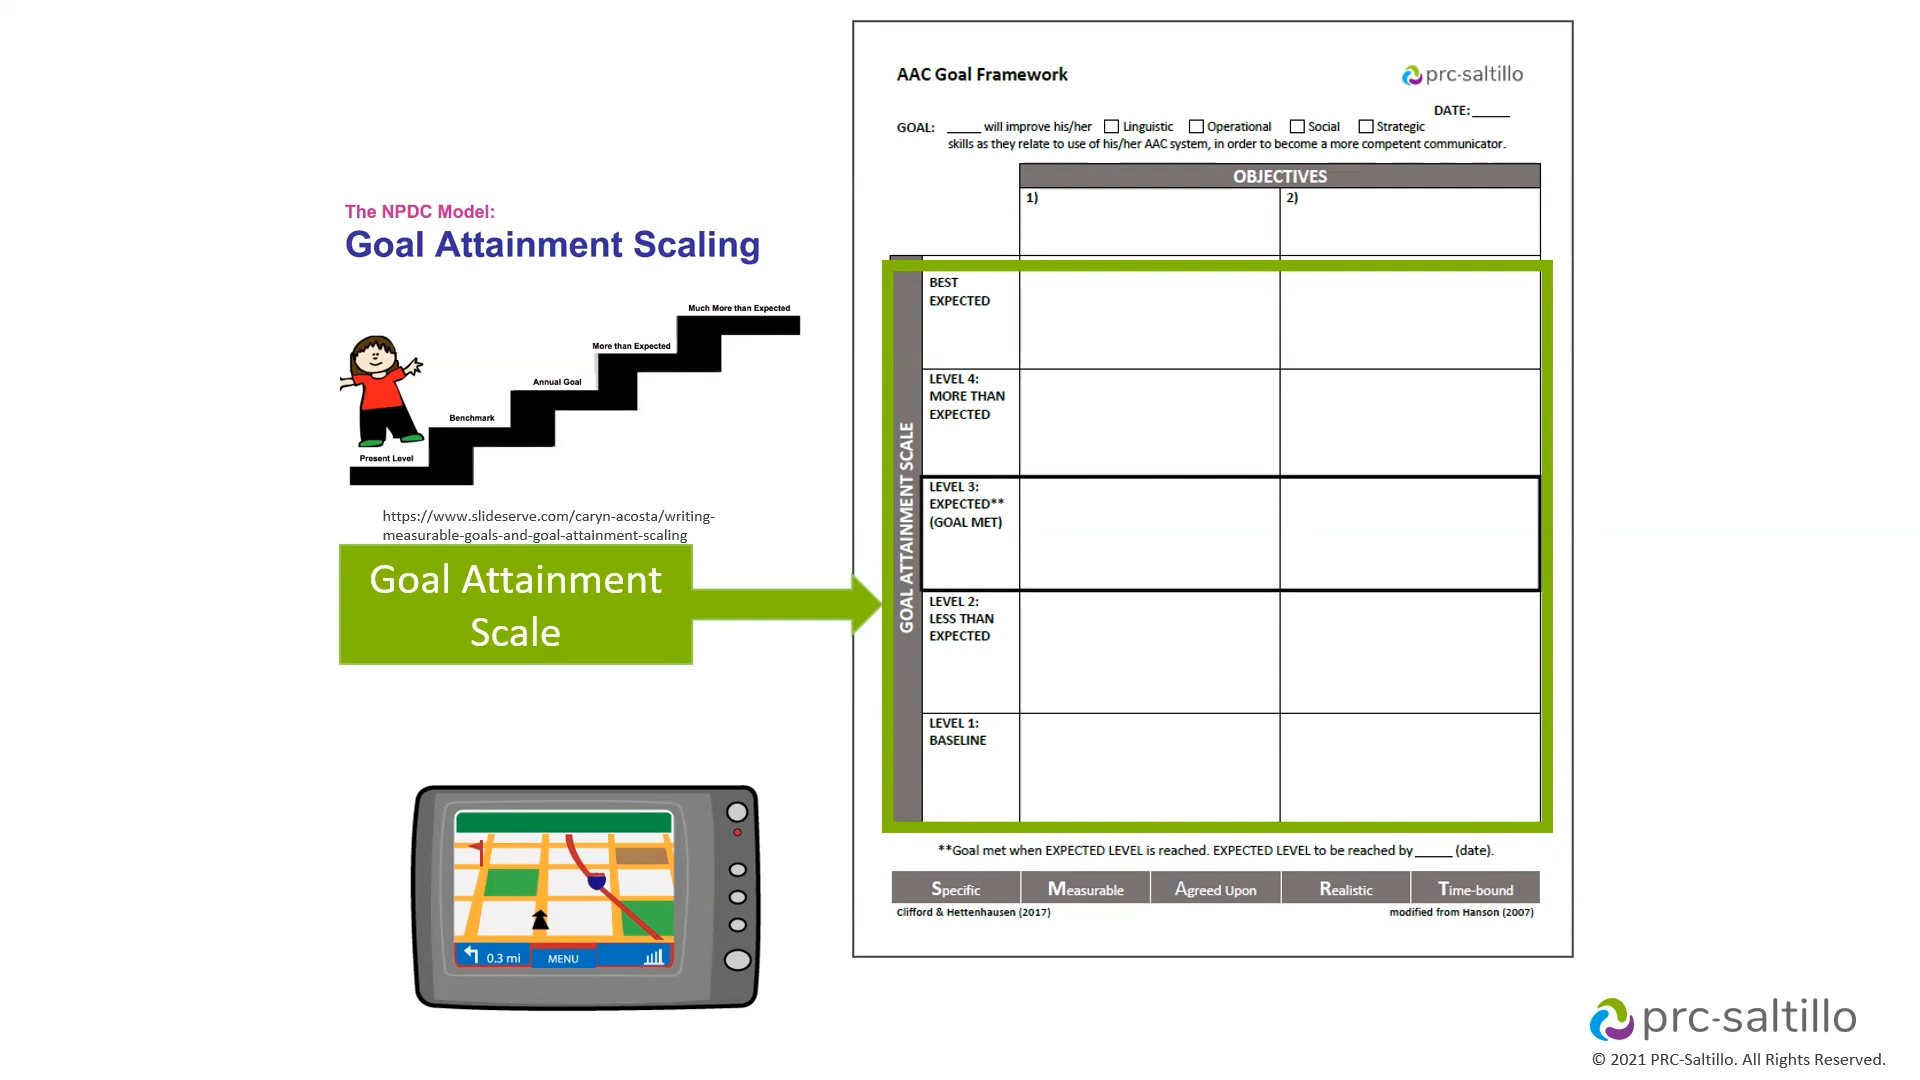 The NPDC Model:
Goal Attainment Scaling
Much More than Expected
More than Expected
Annual Goal
Benchmark
Present Level
https://www.slideserve.com/caryn-acosta/writing-
measurable-goals-and-goal-attainment-scaling
Goal Attainment
Scale
0.3 mi MENU
AAC Goal Framework
prc-saltillo
DATE:_____
GOAL: _____ will improve his/her Linguistic Operational Social Strategic
skills as they relate to use of his/her AAC system, in order to become a more competent communicator.
OBJECTIVES
1) 2)
GOAL ATTAINMENT SCALE
BEST
EXPECTED
LEVEL 4:
MORE THAN
EXPECTED
LEVEL 3:
EXPECTED**
(GOAL MET)
LEVEL 2:
LESS THAN
EXPECTED
LEVEL 1:
BASELINE
**Goal met when EXPECTED LEVEL is reached. EXPECTED LEVEL to be reached by _____ (date).
Specific Measurable Agreed Upon Realistic Time-bound
Clifford & Hettenhausen (2017) modified from Hanson (2007)
prc-saltillo
© 2021 PRC-Saltillo. All Rights Reserved.